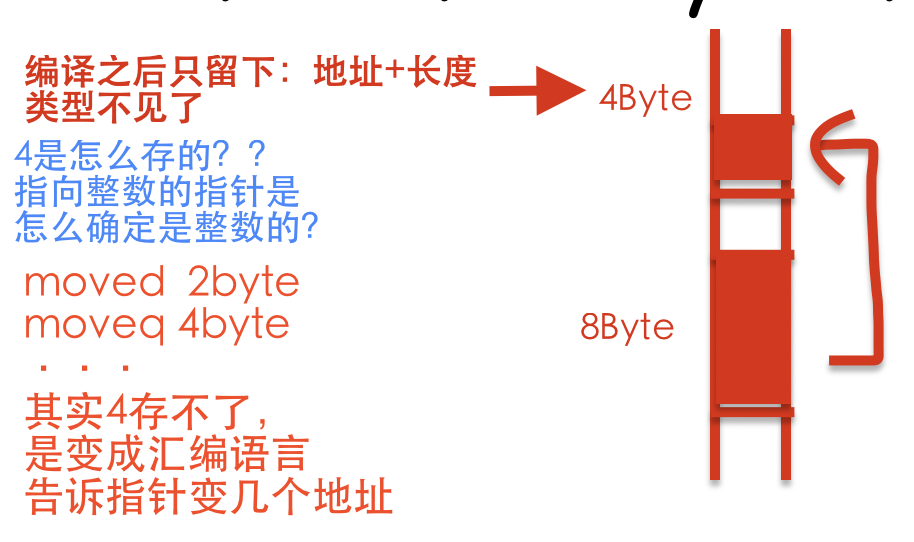 编译之后只留下：地址+长度
类型不见了
4Byte
4是怎么存的？？
指向整数的指针是
怎么确定是整数的?
moved 2byte
moveq 4byte
. . .
8Byte
其实4存不了，
是变成汇编语言
告诉指针变几个地址